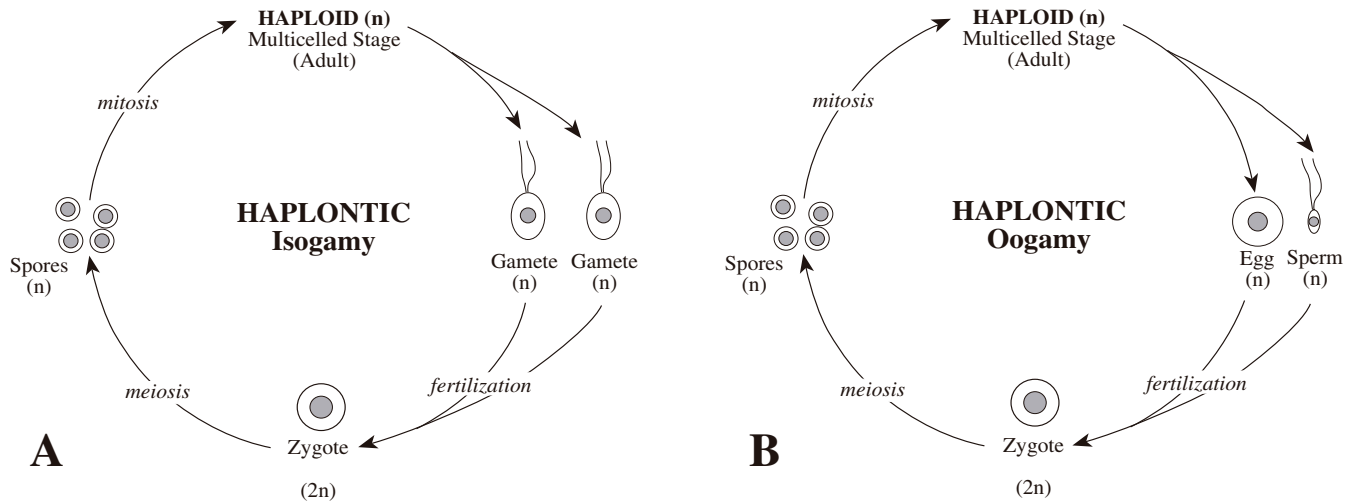 HAPLOID (n)
Multicelled Stage
(Adult)
mitosis
HAPLONTIC
Isogamy
Spores
(n)
Gamete
(n)
Gamete
(n)
meiosis
fertilization
Zygote
(2n)
A
HAPLOID (n)
Multicelled Stage
(Adult)
mitosis
HAPLONTIC
Oogamy
Spores
(n)
Egg
(n)
Sperm
(n)
meiosis
fertilization
Zygote
(2n)
B